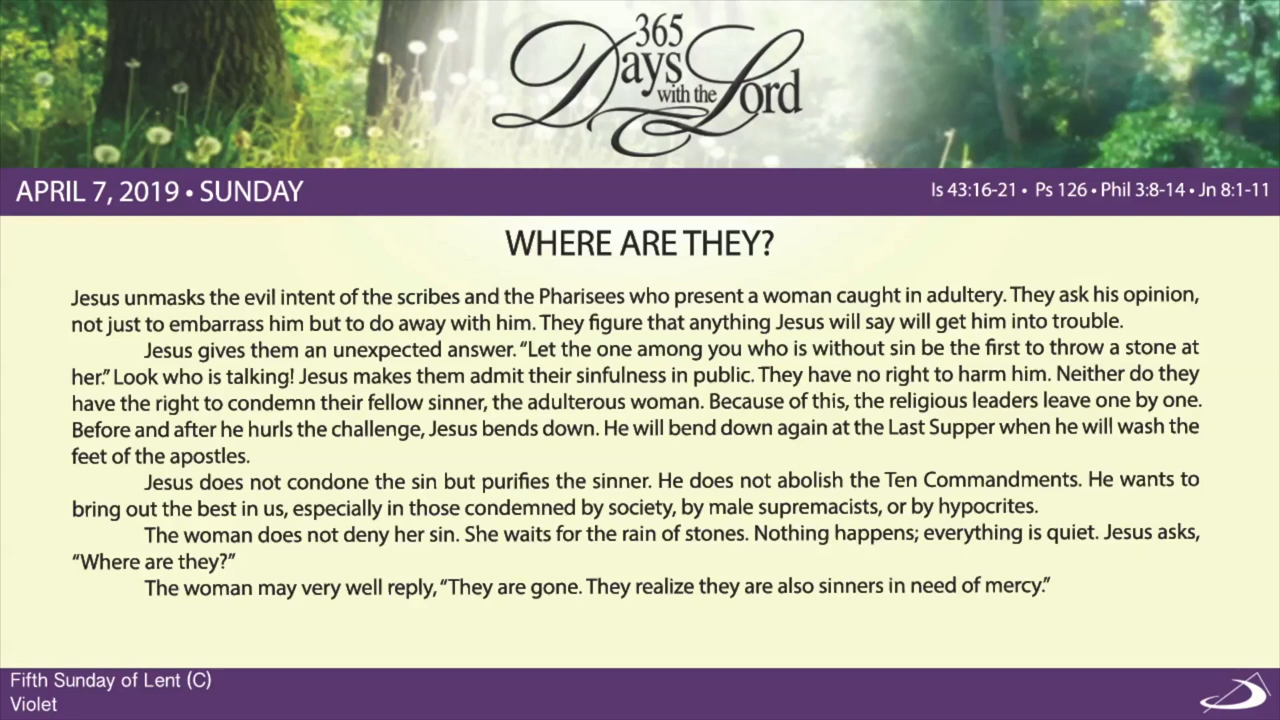 365
Days
with the
Lord
APRIL 7, 2019 • SUNDAY
Is 43:16-21 • Ps 126 • Phil 3:8-14 • Jn 8:1-11
WHERE ARE THEY?
Jesus unmasks the evil intent of the scribes and the Pharisees who present a woman caught in adultery. They ask his opinion,
not just to embarrass him but to do away with him. They figure that anything Jesus will say will get him into trouble.
Jesus gives them an unexpected answer. “Let the one among you who is without sin be the first to throw a stone at
her.” Look who is talking! Jesus makes them admit their sinfulness in public. They have no right to harm him. Neither do they
have the right to condemn their fellow sinner, the adulterous woman. Because of this, the religious leaders leave one by one.
Before and after he hurls the challenge, Jesus bends down. He will bend down again at the Last Supper when he will wash the
feet of the apostles.
Jesus does not condone the sin but purifies the sinner. He does not abolish the Ten Commandments. He wants to
bring out the best in us, especially in those condemned by society, by male supremacists, or by hypocrites.
The woman does not deny her sin. She waits for the rain of stones. Nothing happens; everything is quiet. Jesus asks,
“Where are they?”
The woman may very well reply, “They are gone. They realize they are also sinners in need of mercy.”
Fifth Sunday of Lent (C)
Violet